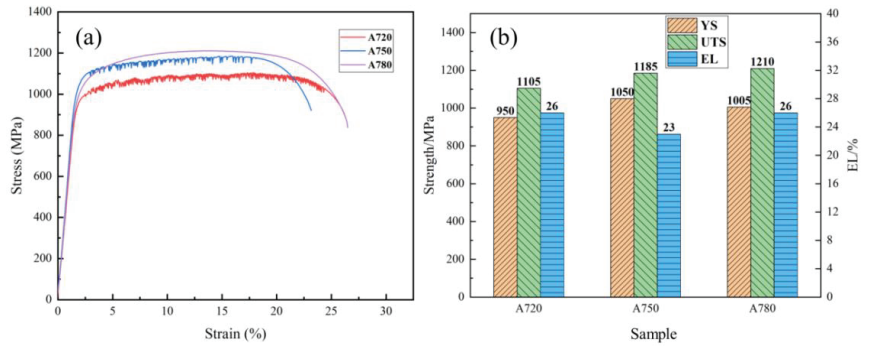 (a)
A720
A750
A780
1400
1200
1000
800
600
400
200
0
Stress (MPa)
0 5 10 15 20 25 30
Strain (%)
(b)
YS
UTS
EL
1400
1200
1000
800
600
400
200
0
Strength/MPa
950 1105 26
1050 1185 23
1005 1210 26
40
36
32
28
24
20
16
12
8
4
0
EL/%
A720 A750 A780
Sample